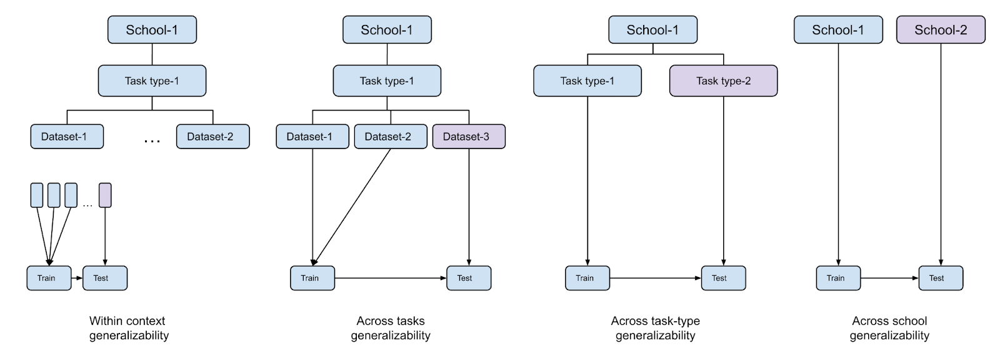 School-1
Task type-1
Dataset-1
...
Dataset-2
...
Train
Test
Within context
generalizability
School-1
Task type-1
Dataset-1
Dataset-2
Dataset-3
Train
Test
Across tasks
generalizability
School-1
Task type-1
Task type-2
Train
Test
Across task-type
generalizability
School-1
School-2
Train
Test
Across school
generalizability